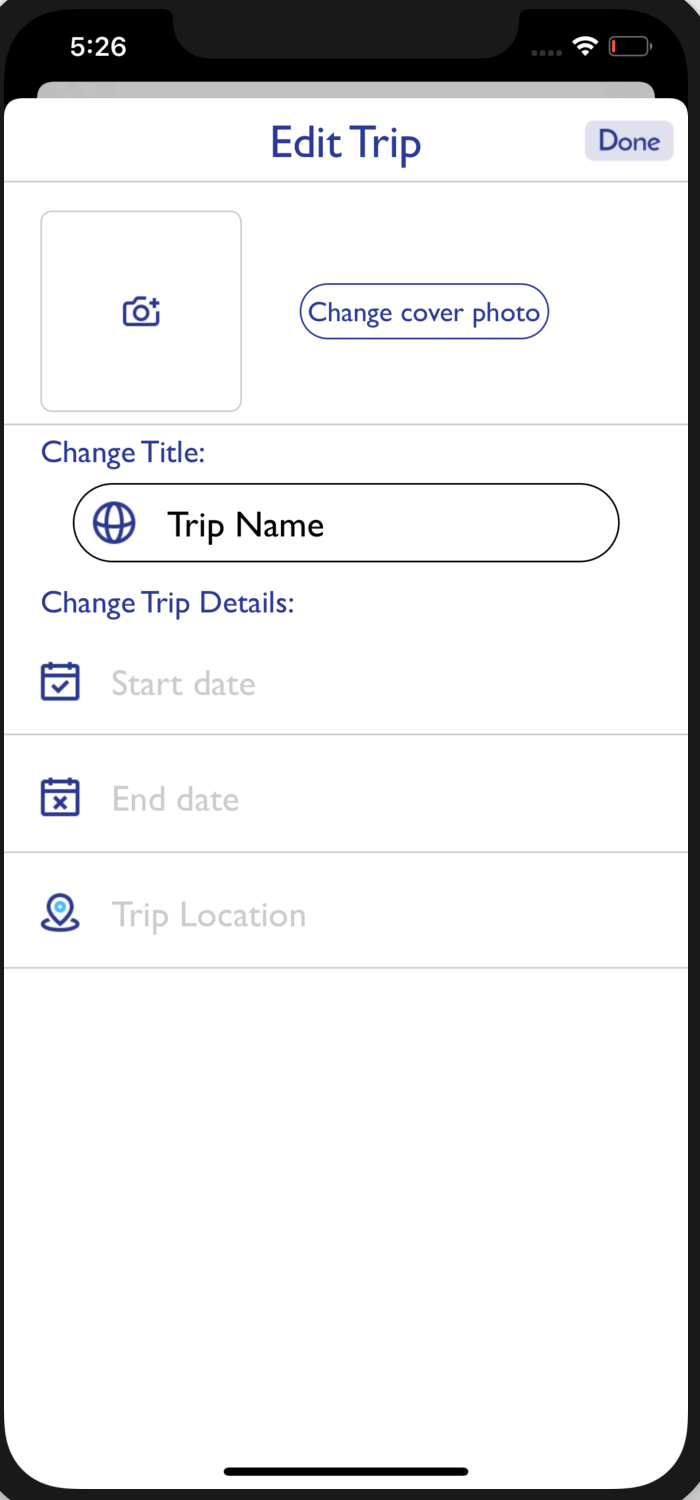 5:26
Edit Trip
Done
Change cover photo
Change Title:
Trip Name
Change Trip Details:
Start date
End date
Trip Location